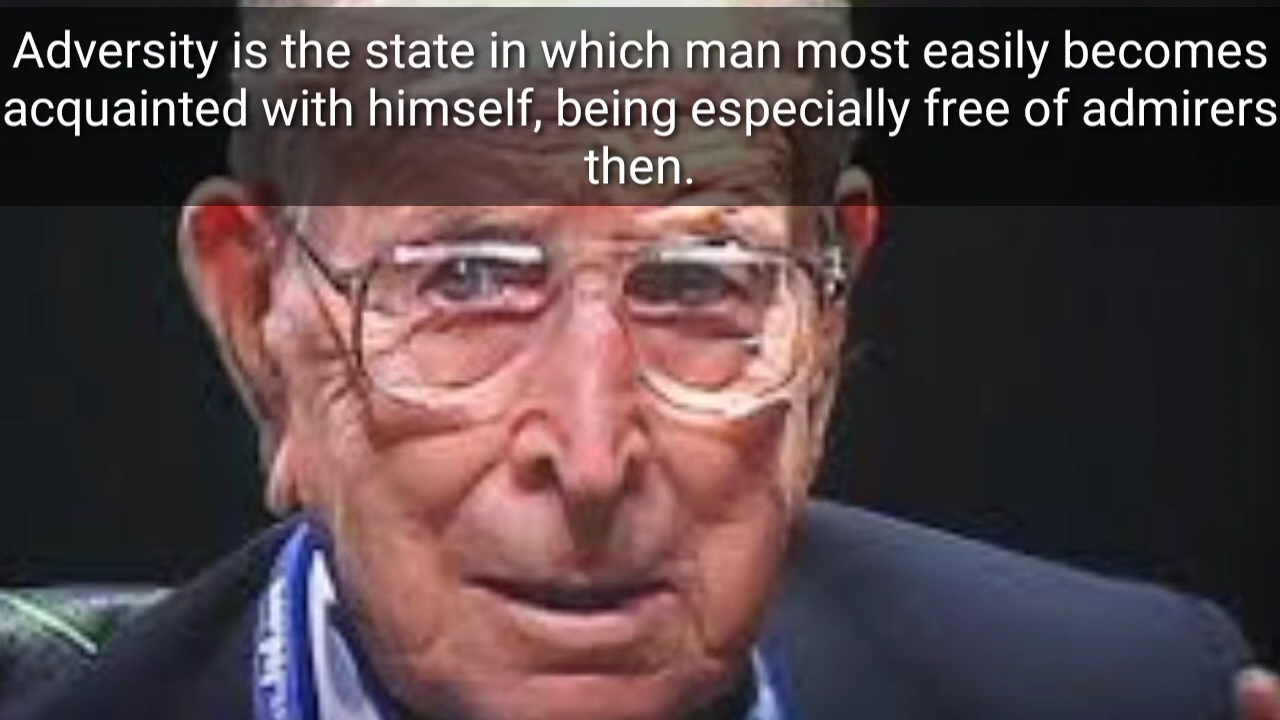 Adversity is the state in which man most easily becomes
acquainted with himself, being especially free of admirers
then.